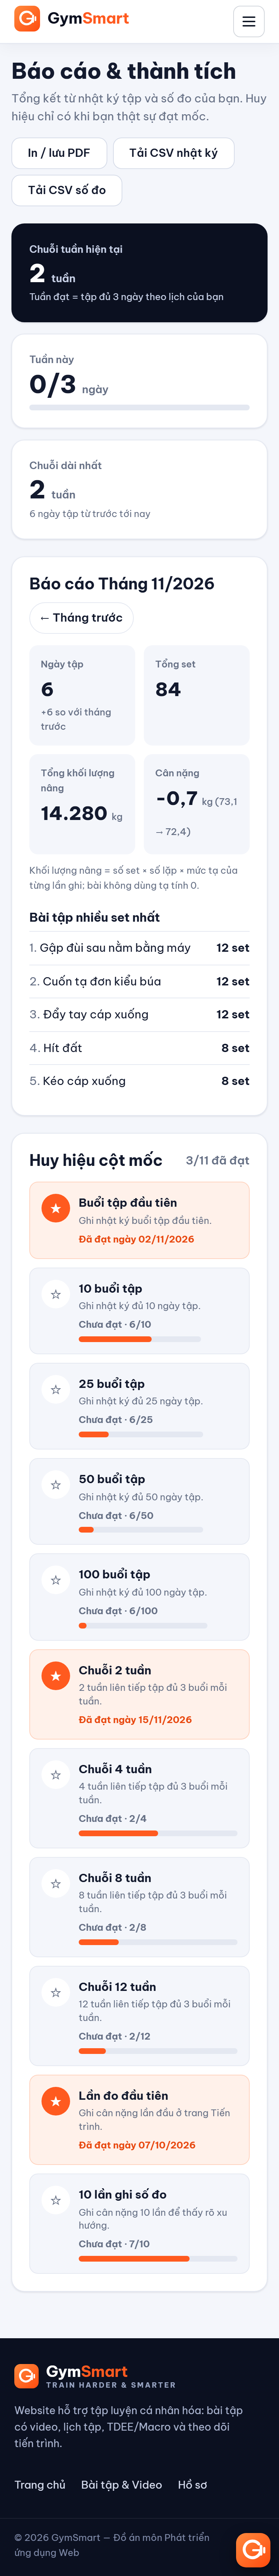 GymSmart
Báo cáo & thành tích
Tổng kết từ nhật ký tập và số đo của bạn. Huy
hiệu chỉ có khi bạn thật sự đạt mốc.
In / lưu PDF
Tải CSV nhật ký
Tải CSV số đo
Chuỗi tuần hiện tại
2 tuần
Tuần đạt = tập đủ 3 ngày theo lịch của bạn
Tuần này
0/3 ngày
Chuỗi dài nhất
2 tuần
6 ngày tập từ trước tới nay
Báo cáo Tháng 11/2026
← Tháng trước
Ngày tập
6
+6 so với tháng
trước
Tổng set
84
Tổng khối lượng
nâng
14.280 kg
Cân nặng
-0,7 kg (73,1
→ 72,4)
Khối lượng nâng = số set × số lặp × mức tạ của
từng lần ghi; bài không dùng tạ tính 0.
Bài tập nhiều set nhất
1. Gập đùi sau nằm bằng máy 12 set
2. Cuốn tạ đơn kiểu búa 12 set
3. Đẩy tay cáp xuống 12 set
4. Hít đất 8 set
5. Kéo cáp xuống 8 set
Huy hiệu cột mốc 3/11 đã đạt
Buổi tập đầu tiên
Ghi nhật ký buổi tập đầu tiên.
Đã đạt ngày 02/11/2026
10 buổi tập
Ghi nhật ký đủ 10 ngày tập.
Chưa đạt · 6/10
25 buổi tập
Ghi nhật ký đủ 25 ngày tập.
Chưa đạt · 6/25
50 buổi tập
Ghi nhật ký đủ 50 ngày tập.
Chưa đạt · 6/50
100 buổi tập
Ghi nhật ký đủ 100 ngày tập.
Chưa đạt · 6/100
Chuỗi 2 tuần
2 tuần liên tiếp tập đủ 3 buổi mỗi
tuần.
Đã đạt ngày 15/11/2026
Chuỗi 4 tuần
4 tuần liên tiếp tập đủ 3 buổi mỗi
tuần.
Chưa đạt · 2/4
Chuỗi 8 tuần
8 tuần liên tiếp tập đủ 3 buổi mỗi
tuần.
Chưa đạt · 2/8
Chuỗi 12 tuần
12 tuần liên tiếp tập đủ 3 buổi mỗi
tuần.
Chưa đạt · 2/12
Lần đo đầu tiên
Ghi cân nặng lần đầu ở trang Tiến
trình.
Đã đạt ngày 07/10/2026
10 lần ghi số đo
Ghi cân nặng 10 lần để thấy rõ xu
hướng.
Chưa đạt · 7/10
GymSmart
TRAIN HARDER & SMARTER
Website hỗ trợ tập luyện cá nhân hóa: bài tập
có video, lịch tập, TDEE/Macro và theo dõi
tiến trình.
Trang chủ Bài tập & Video Hồ sơ
© 2026 GymSmart — Đồ án môn Phát triển
ứng dụng Web